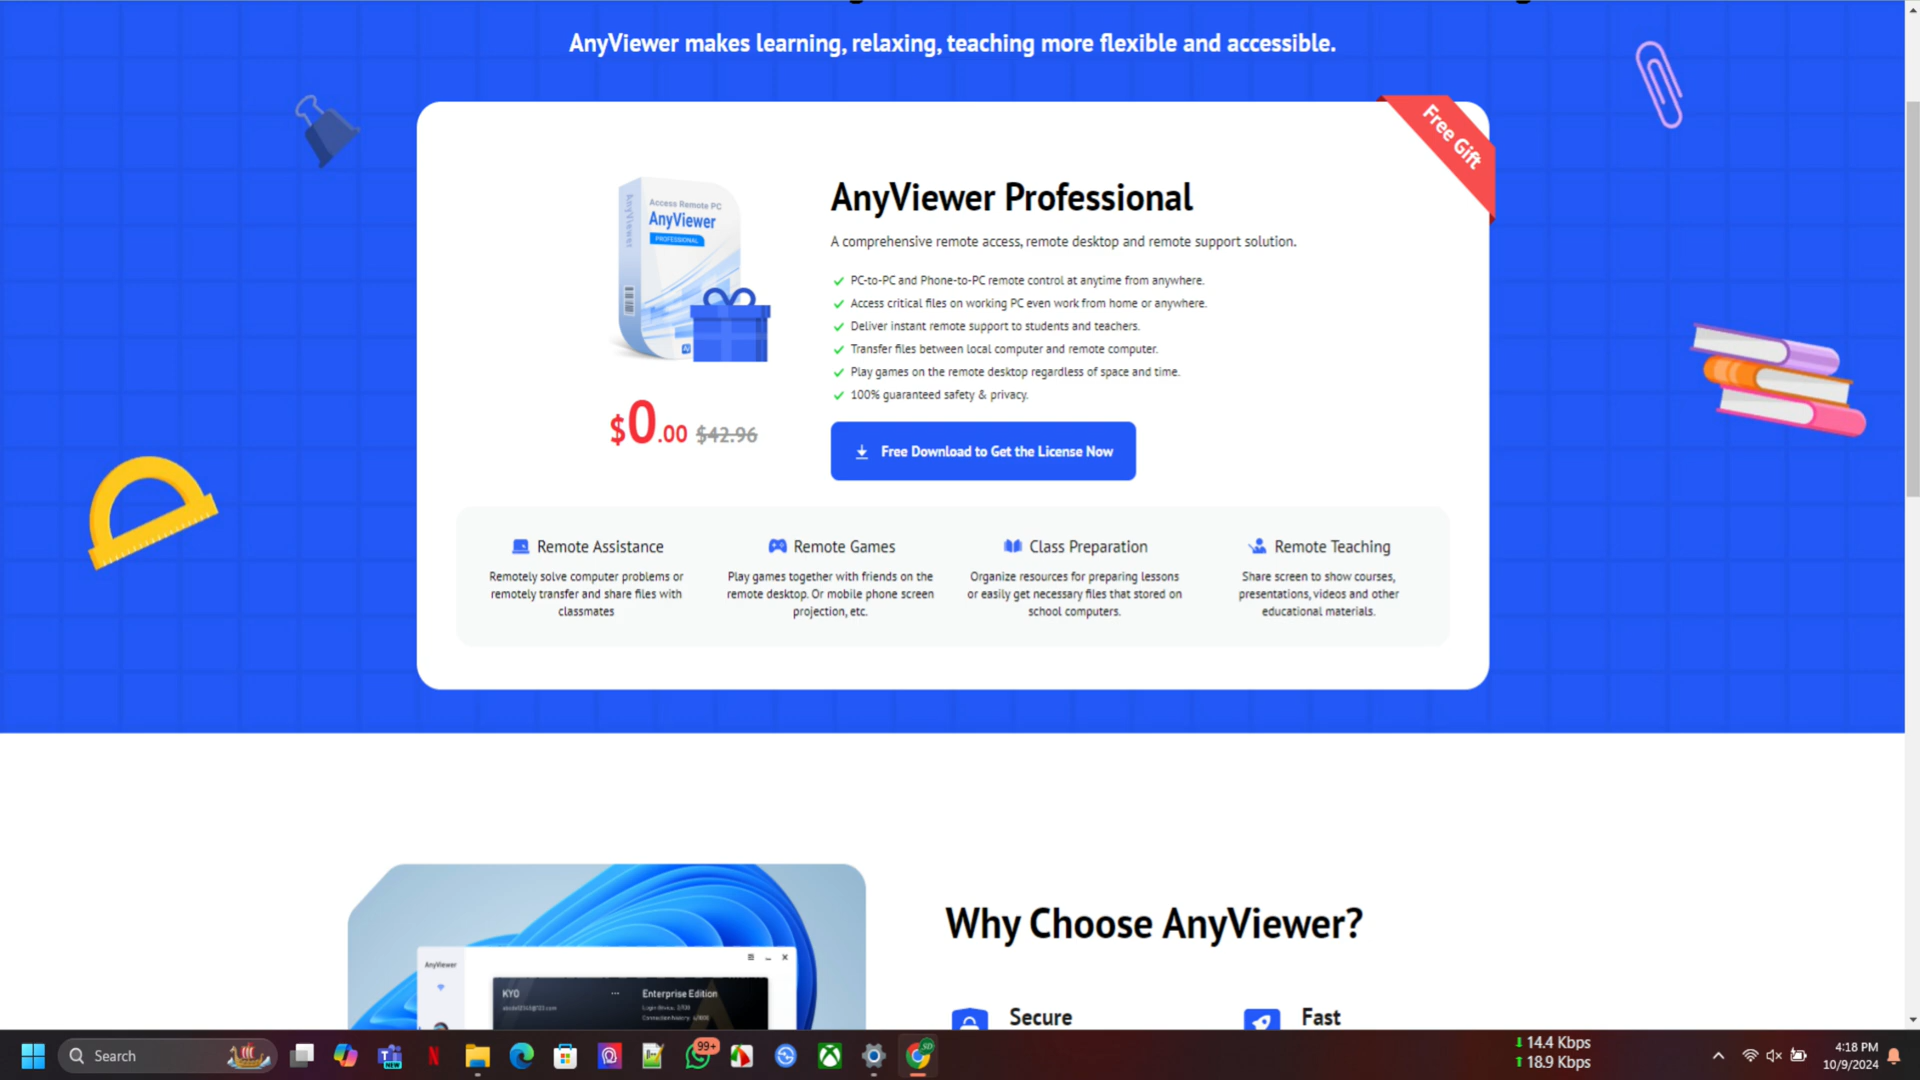 AnyViewer makes learning, relaxing, teaching more flexible and accessible.
Free Gift
AnyViewer
Access Remote PC
AnyViewer
PROFESSIONAL
$0.00 $42.96
AnyViewer Professional
A comprehensive remote access, remote desktop and remote support solution.
PC-to-PC and Phone-to-PC remote control at anytime from anywhere.
Access critical files on working PC even work from home or anywhere.
Deliver instant remote support to students and teachers.
Transfer files between local computer and remote computer.
Play games on the remote desktop regardless of space and time.
100% guaranteed safety & privacy.
Free Download to Get the License Now
Remote Assistance
Remotely solve computer problems or
remotely transfer and share files with
classmates
Remote Games
Play games together with friends on the
remote desktop. Or mobile phone screen
projection, etc.
Class Preparation
Organize resources for preparing lessons
or easily get necessary files that stored on
school computers.
Remote Teaching
Share screen to show courses,
presentations, videos and other
educational materials.
AnyViewer
KYO
Enterprise Edition
Why Choose AnyViewer?
Secure
Fast
Search
NEW
99+
SD
14.4 Kbps
18.9 Kbps
4:18 PM
10/9/2024